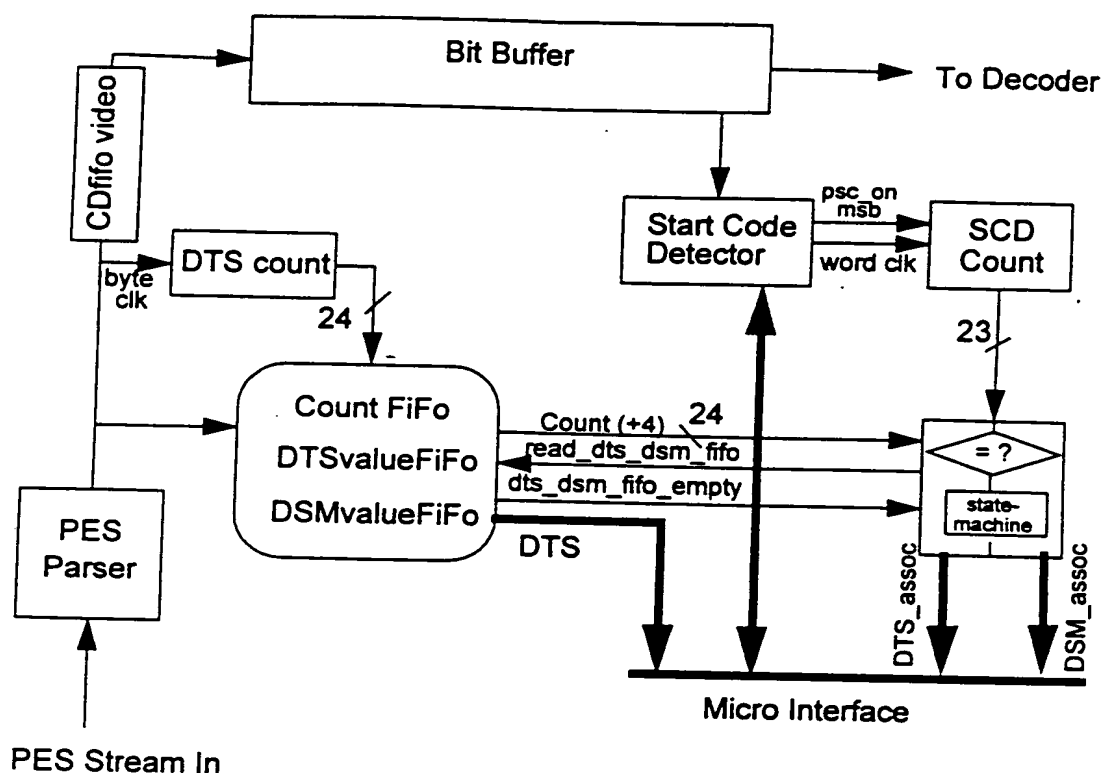 Bit Buffer
To Decoder
CDfifo video
byte
clk
DTS count
24
Start Code
Detector
psc_on
msb
word clk
SCD
Count
23
Count FiFo
DTSvalueFiFo
DSMvalueFiFo
Count (+4)
24
read_dts_dsm_fifo
dts_dsm_fifo_empty
DTS
= ?
state-
machine
PES
Parser
DTS_assoc
DSM_assoc
Micro Interface
PES Stream In